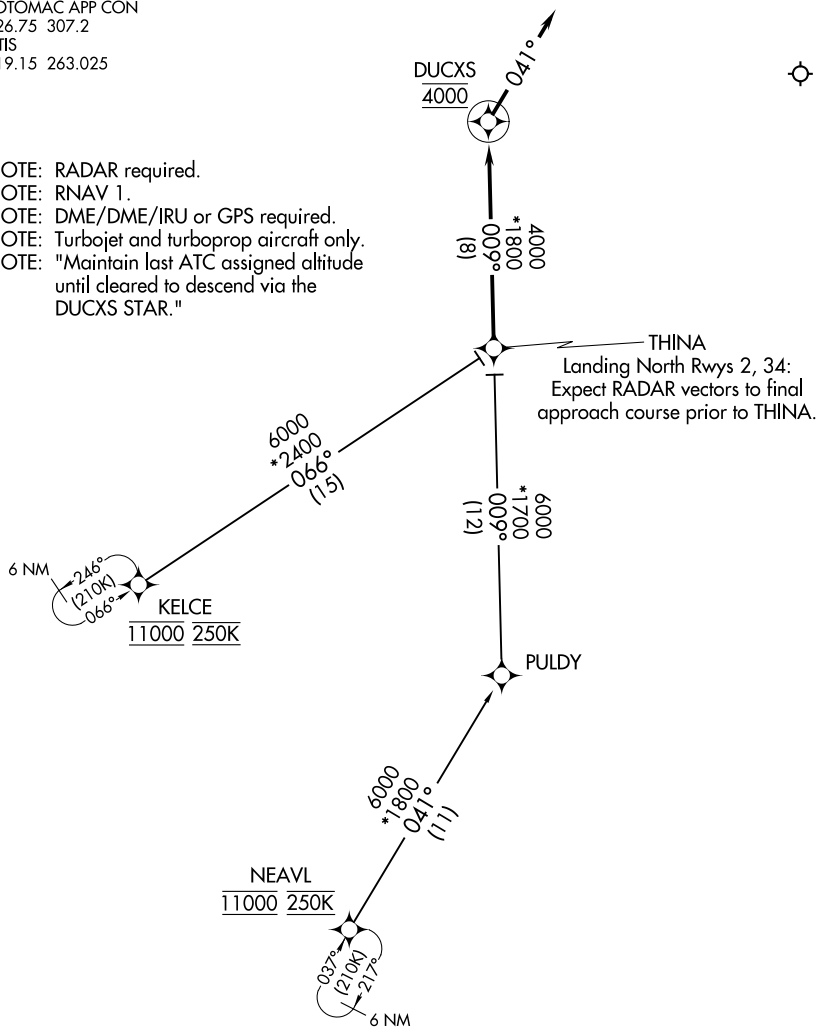 OTOMAC APP CON
26.75 307.2
TIS
19.15 263.025
OTE: RADAR required.
OTE: RNAV 1.
OTE: DME/DME/IRU or GPS required.
OTE: Turbojet and turboprop aircraft only.
OTE: "Maintain last ATC assigned altitude
until cleared to descend via the
DUCXS STAR."
DUCXS
4000
041°
4000
*1800
009°
(8)
THINA
Landing North Rwys 2, 34:
Expect RADAR vectors to final
approach course prior to THINA.
6000
*2400
066°
(15)
6000
*1700
009°
(12)
6 NM
246°
(210K)
066°
KELCE
11000 250K
PULDY
6000
*1800
041°
(11)
NEAVL
11000 250K
037°
(210K)
217°
6 NM